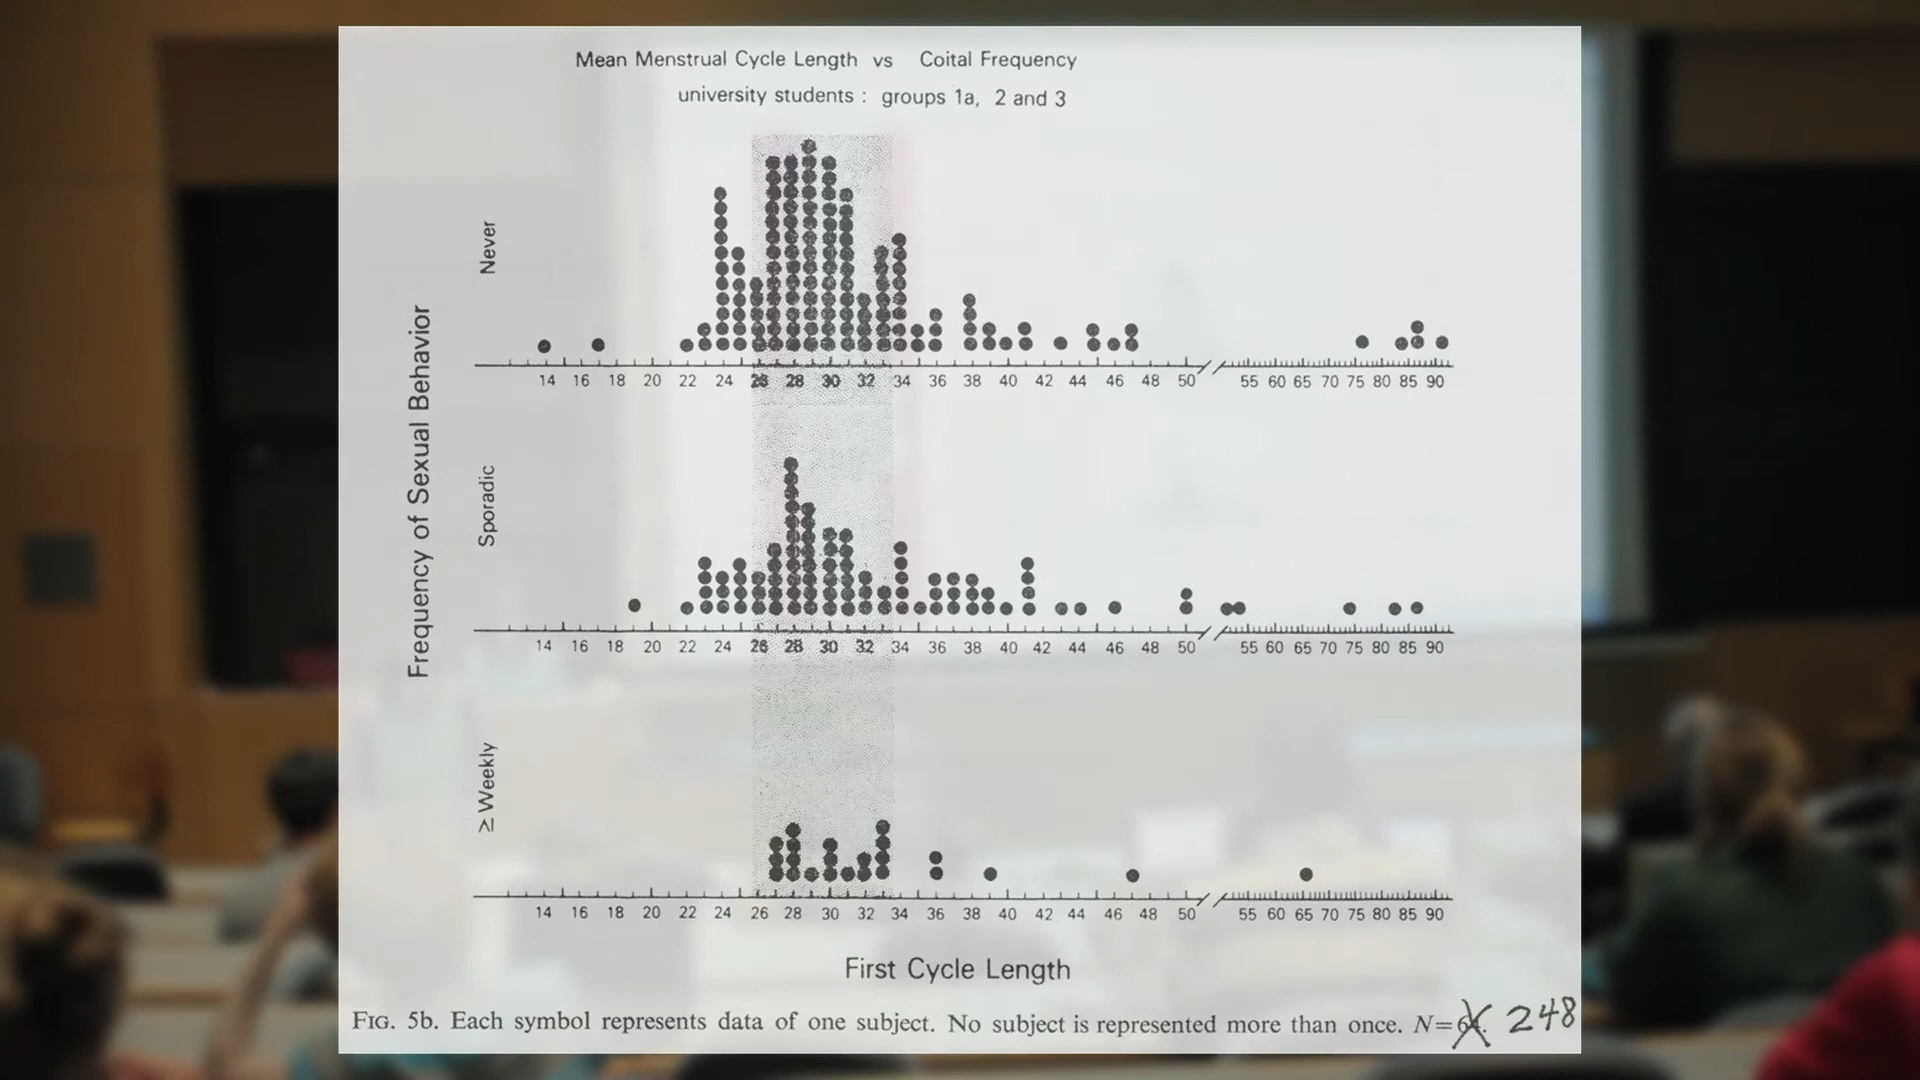 Mean Menstrual Cycle Length vs Coital Frequency
university students : groups 1a, 2 and 3
Frequency of Sexual Behavior
Never
14 16 18 20 22 24 26 28 30 32 34 36 38 40 42 44 46 48 50 55 60 65 70 75 80 85 90
Sporadic
14 16 18 20 22 24 26 28 30 32 34 36 38 40 42 44 46 48 50 55 60 65 70 75 80 85 90
≥ Weekly
14 16 18 20 22 24 26 28 30 32 34 36 38 40 42 44 46 48 50 55 60 65 70 75 80 85 90
First Cycle Length
FIG. 5b. Each symbol represents data of one subject. No subject is represented more than once. N= 248